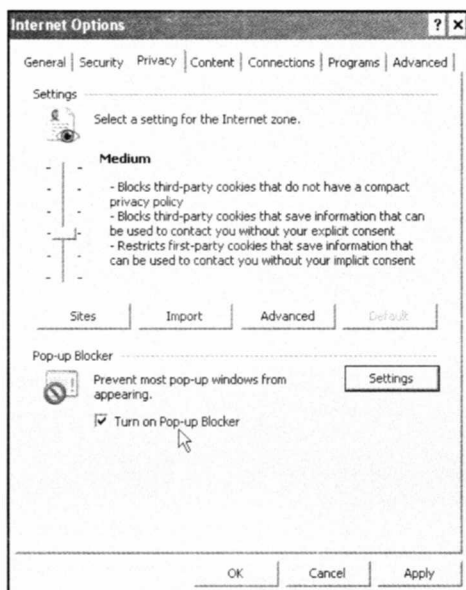 Internet Options
General Security Privacy Content Connections Programs Advanced
Settings
Select a setting for the Internet zone.
Medium
- Blocks third-party cookies that do not have a compact
privacy policy
- Blocks third-party cookies that save information that can
be used to contact you without your explicit consent
- Restricts first-party cookies that save information that
can be used to contact you without your implicit consent
Sites Import Advanced Default
Pop-up Blocker
Prevent most pop-up windows from
appearing.
Settings
Turn on Pop-up Blocker
OK Cancel Apply